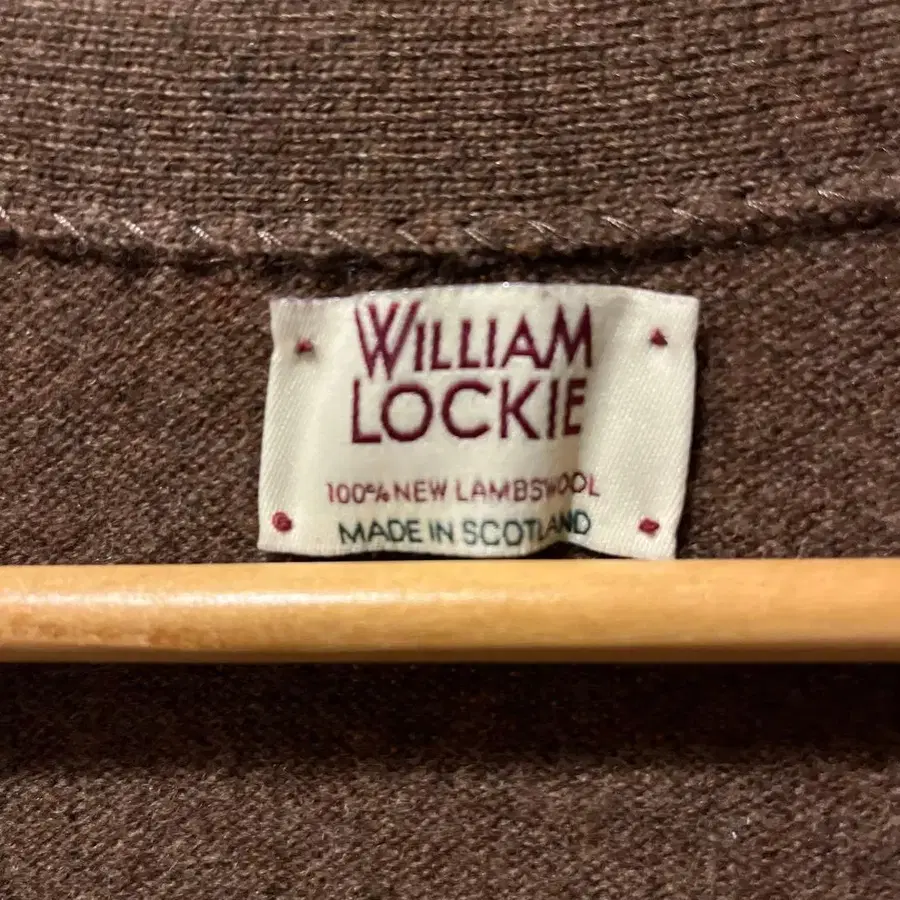 WILLIAM
LOCKIE
100% NEW LAMBSWOOL
MADE IN SCOTLAND